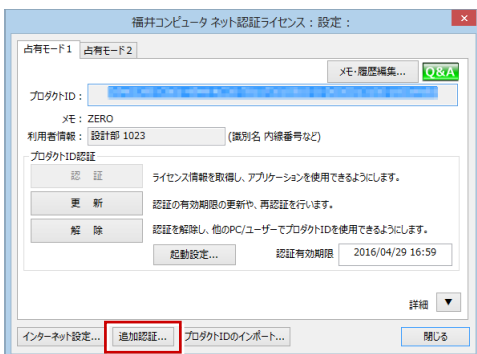 福井コンピュータ ネット認証ライセンス：設定：
占有モード1 占有モード2
メモ・履歴編集... Q&A
プロダクトID：
メモ： ZERO
利用者情報： 設計部 1023 (識別名 内線番号など)
プロダクトID認証
認 証 ライセンス情報を取得し、アプリケーションを使用できるようにします。
更 新 認証の有効期限の更新や、再認証を行います。
解 除 認証を解除し、他のPC/ユーザーでプロダクトIDを使用できるようにします。
起動設定... 認証有効期限 2016/04/29 16:59
詳細 ▼
インターネット設定... 追加認証... プロダクトIDのインポート... 閉じる